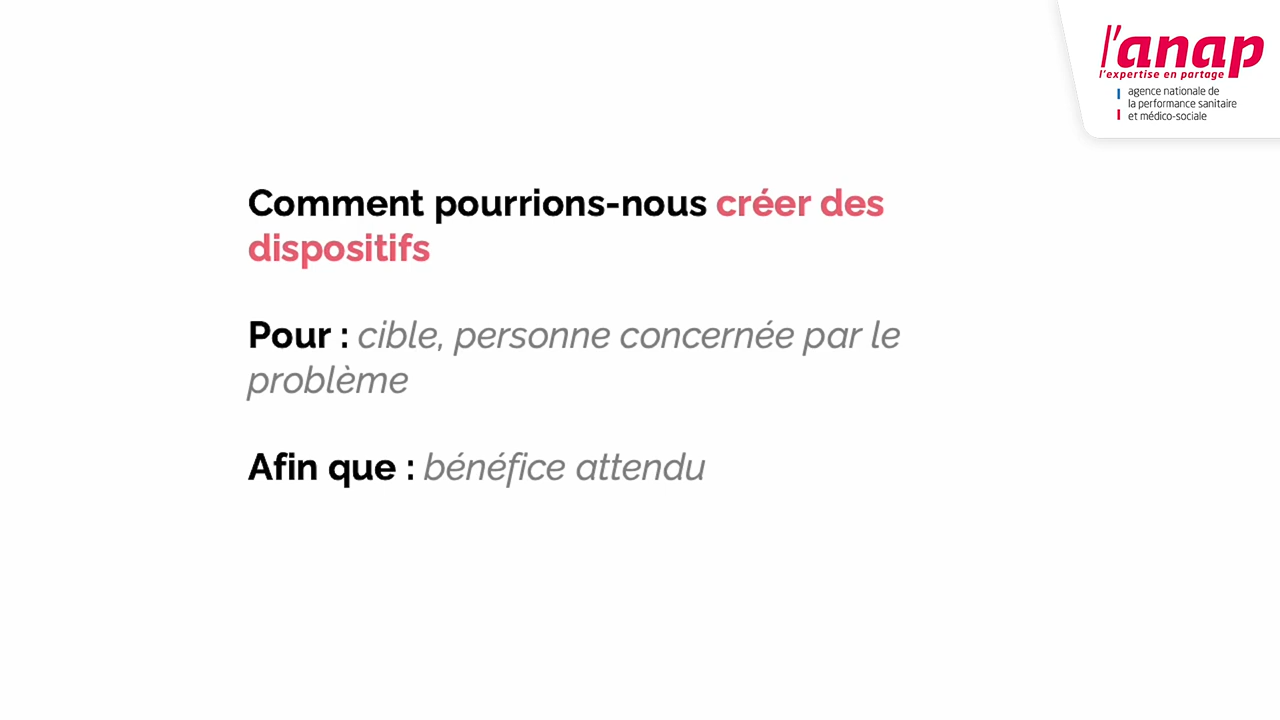 l'anap
l'expertise en partage
agence nationale de
la performance sanitaire
et médico-sociale
Comment pourrions-nous créer des
dispositifs
Pour : cible, personne concernée par le
problème
Afin que : bénéfice attendu